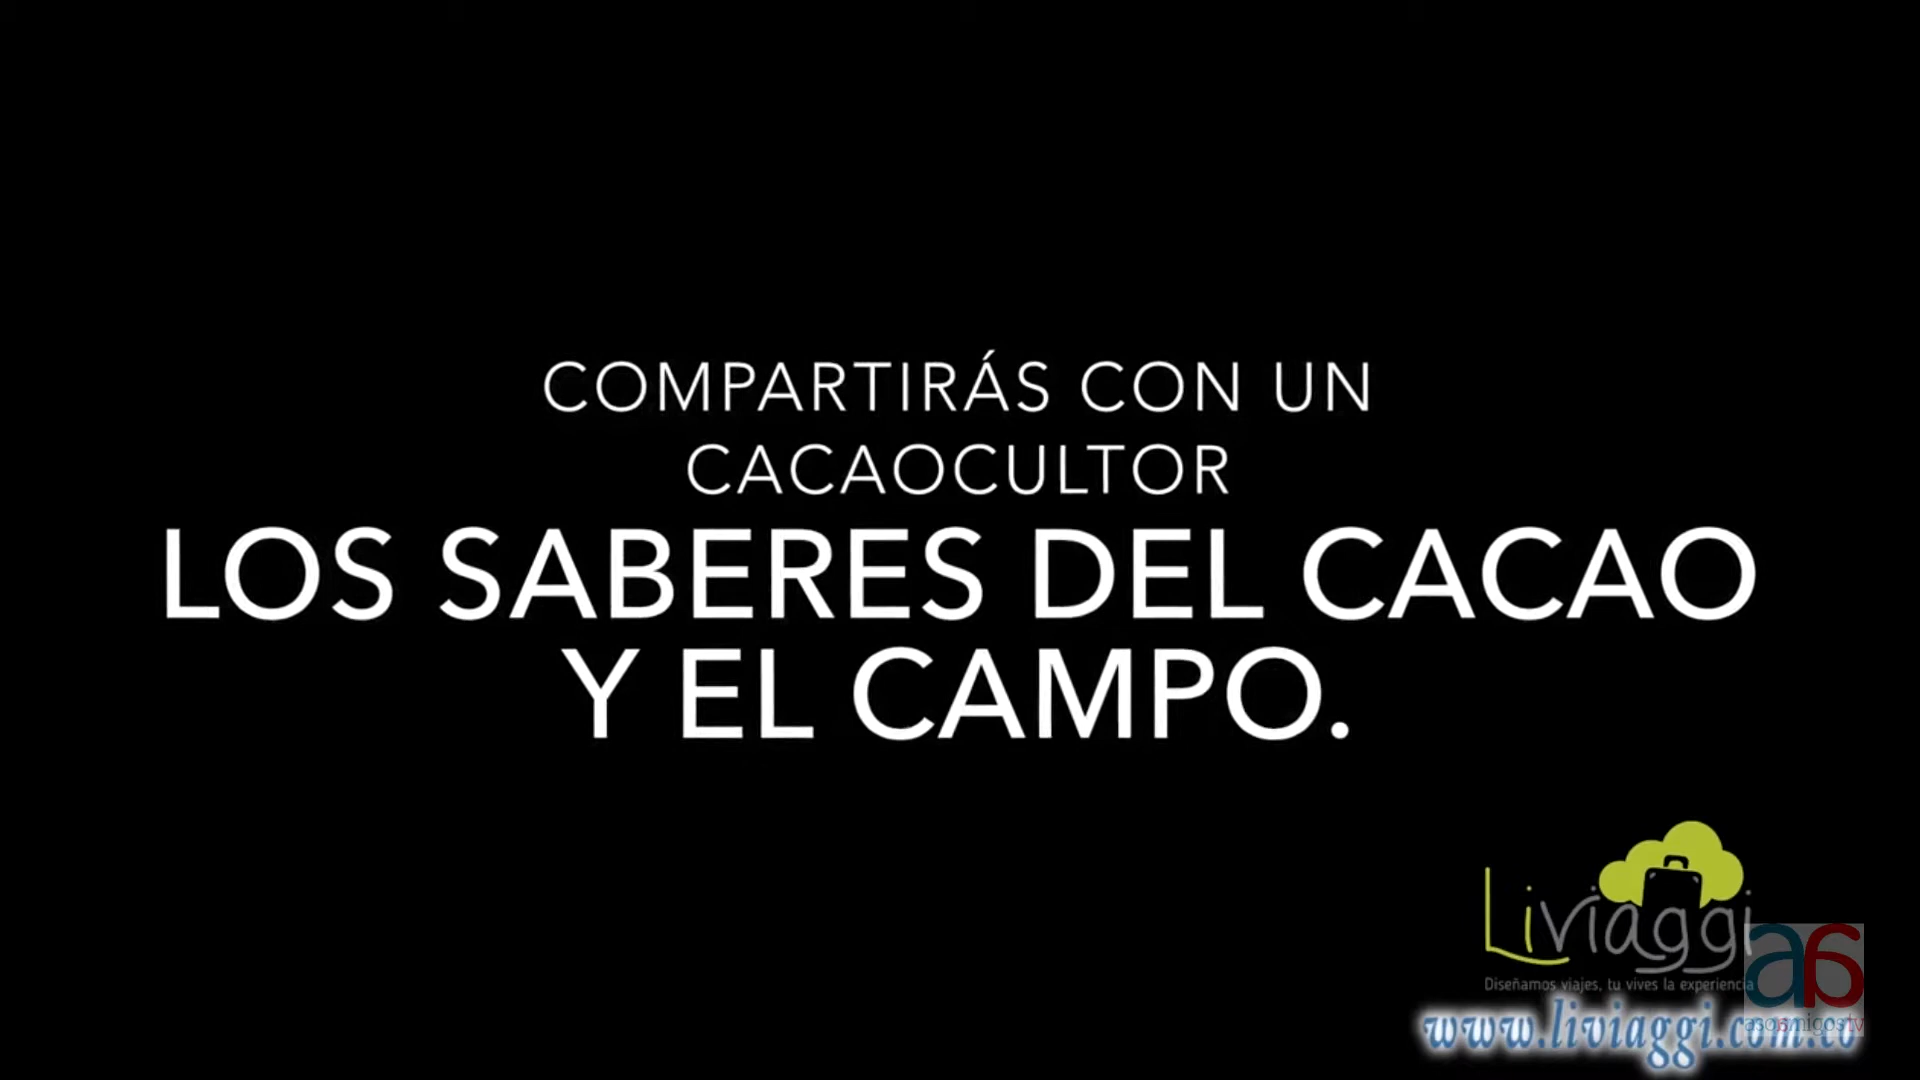 COMPARTIRÁS CON UN
CACAOCULTOR
LOS SABERES DEL CACAO
Y EL CAMPO.
Liviaggi
Diseñamos viajes, tu vives la experiencia
asoamigostv
www.liviaggi.com.co